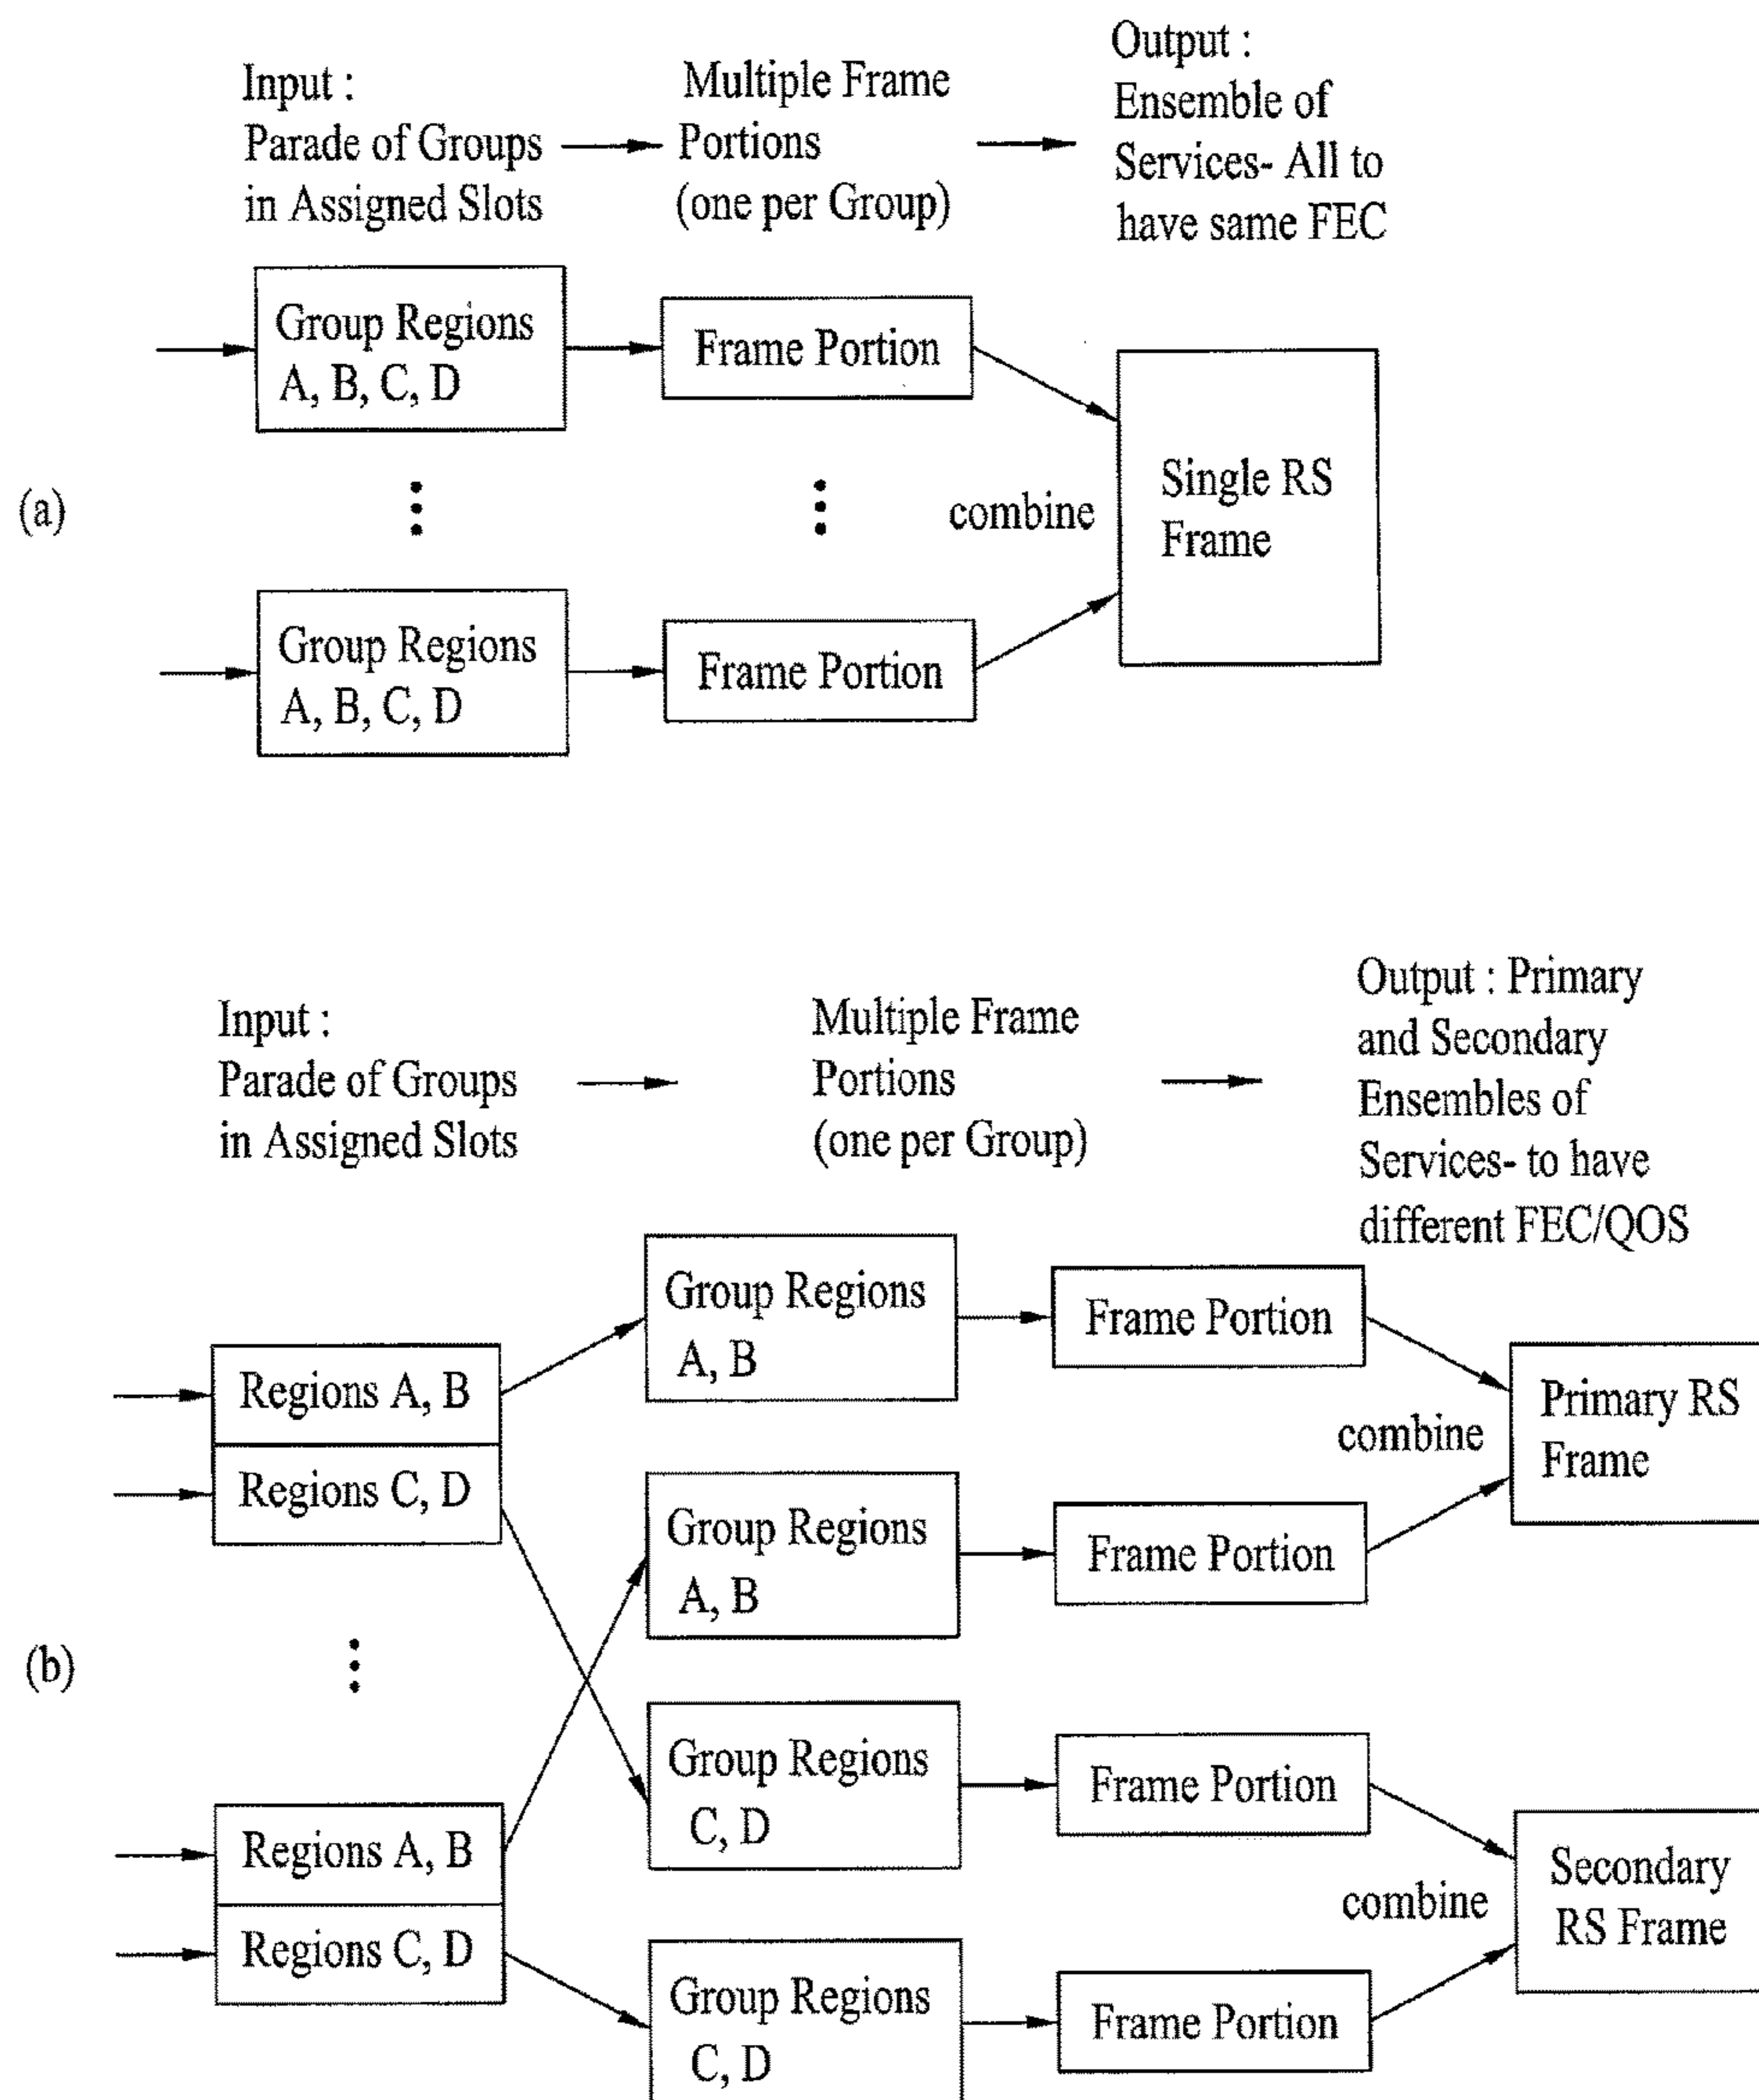 Input :
Parade of Groups
in Assigned Slots
Multiple Frame
Portions
(one per Group)
Output :
Ensemble of
Services- All to
have same FEC
(a)
Group Regions
A, B, C, D
Frame Portion
combine
Single RS
Frame
Group Regions
A, B, C, D
Frame Portion
Input :
Parade of Groups
in Assigned Slots
Multiple Frame
Portions
(one per Group)
Output : Primary
and Secondary
Ensembles of
Services- to have
different FEC/QOS
(b)
Regions A, B
Regions C, D
Regions A, B
Regions C, D
Group Regions
A, B
Frame Portion
Group Regions
A, B
Frame Portion
combine
Primary RS
Frame
Group Regions
C, D
Frame Portion
Group Regions
C, D
Frame Portion
combine
Secondary
RS Frame